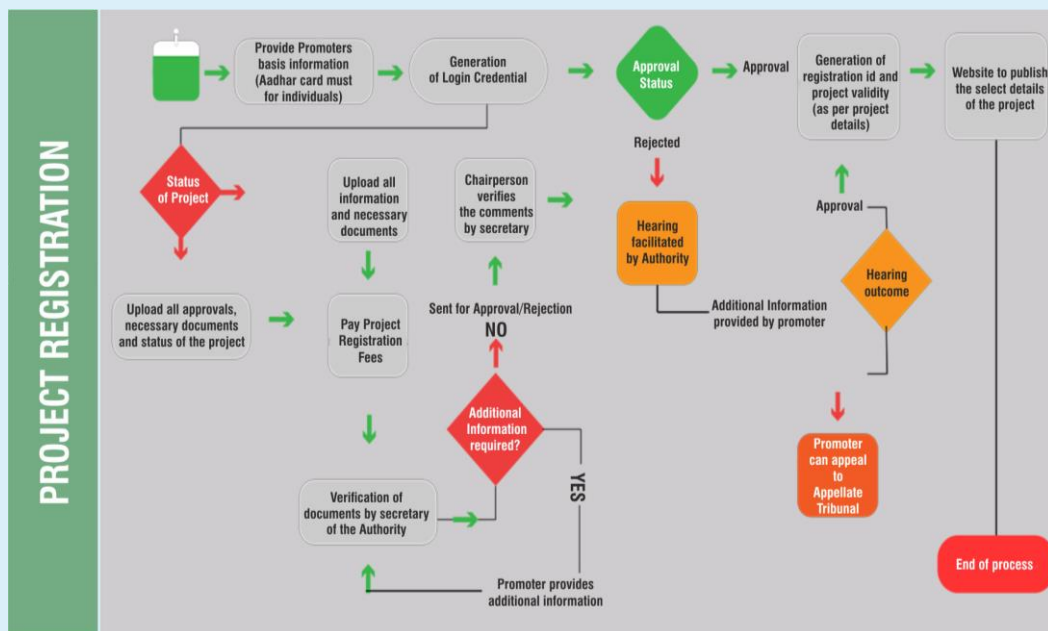 PROJECT REGISTRATION
Provide Promoters
basis information
(Aadhar card must
for individuals)
Generation
of Login Credential
Approval
Status
Approval
Generation of
registration id and
project validity
(as per project
details)
Website to publish
the select details
of the project
Rejected
Status
of Project
Upload all
information
and necessary
documents
Chairperson
verifies
the comments
by secretary
Hearing
facilitated
by Authority
Approval
Hearing
outcome
Additional Information
provided by promoter
Upload all approvals,
necessary documents
and status of the project
Pay Project
Registration
Fees
Sent for Approval/Rejection
NO
Additional
Information
required?
YES
Promoter
can appeal
to
Appellate
Tribunal
Verification of
documents by secretary
of the Authority
Promoter provides
additional information
End of process